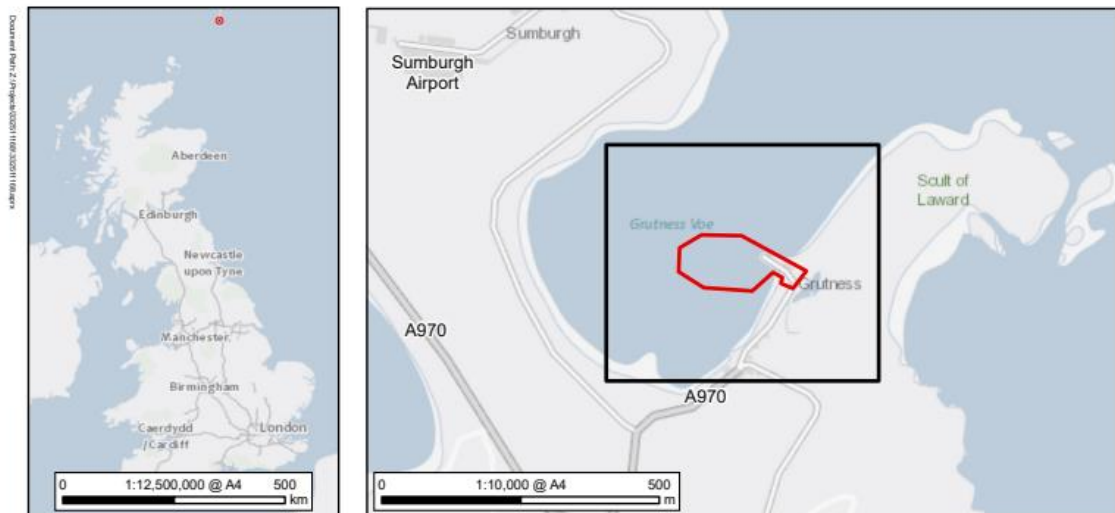 Aberdeen
Edinburgh
Newcastle
upon Tyne
Manchester
Birmingham
Caerdydd
/Cardiff
London
0
1:12,500,000 @ A4
500
km
Sumburgh
Sumburgh
Airport
Scult of
Laward
Grutness Voe
Grutness
A970
A970
0
1:10,000 @ A4
500
m